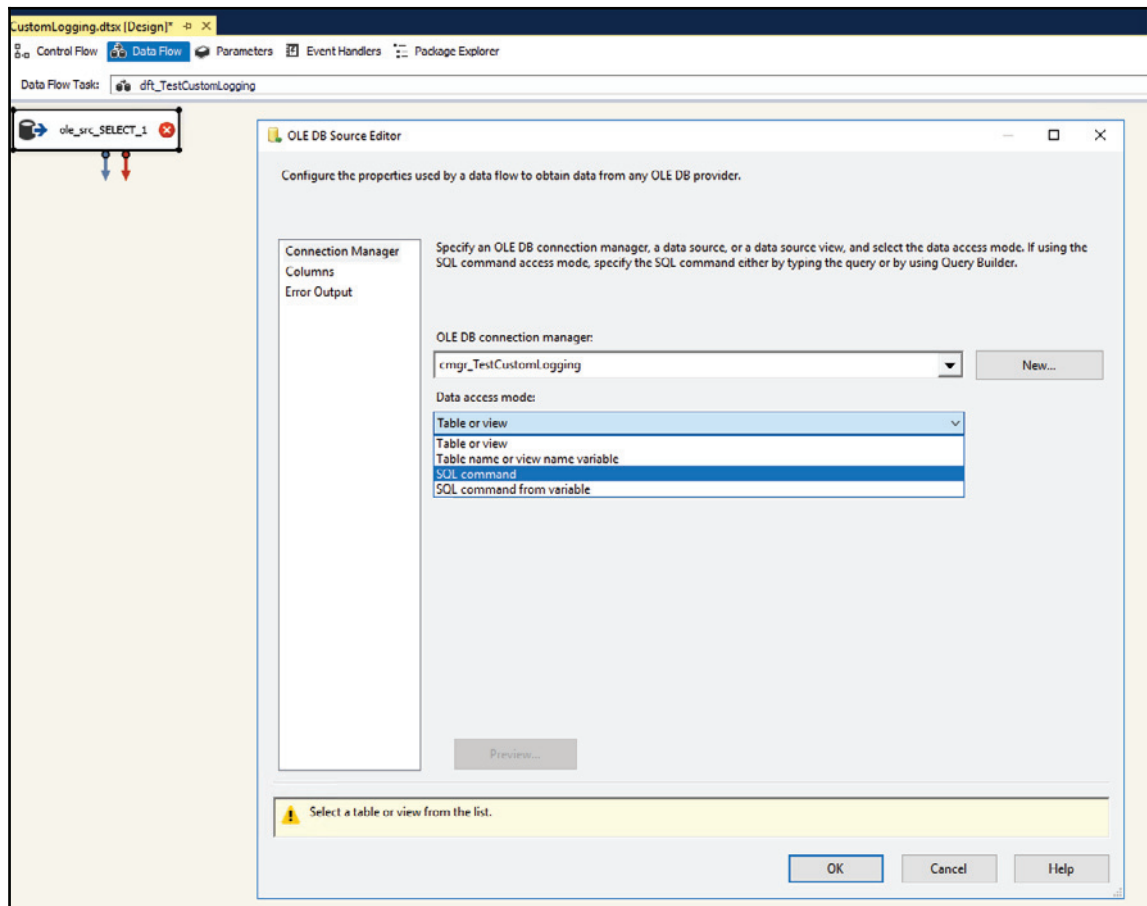 CustomLogging.dtsx [Design]*
Control Flow Data Flow Parameters Event Handlers Package Explorer
Data Flow Task: dft_TestCustomLogging
ole_src_SELECT_1
OLE DB Source Editor
Configure the properties used by a data flow to obtain data from any OLE DB provider.
Connection Manager
Columns
Error Output
Specify an OLE DB connection manager, a data source, or a data source view, and select the data access mode. If using the
SQL command access mode, specify the SQL command either by typing the query or by using Query Builder.
OLE DB connection manager:
cmgr_TestCustomLogging
New...
Data access mode:
Table or view
Table or view
Table name or view name variable
SQL command
SQL command from variable
Preview...
Select a table or view from the list.
OK Cancel Help